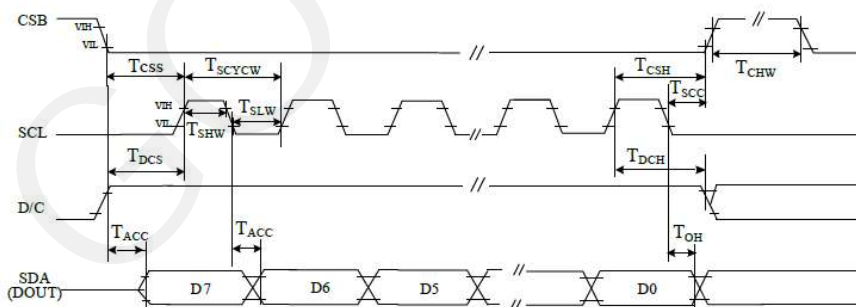 CSB VIH VIL // //
Tcss TSCYCW TCSH TSCC TCHW
SCL VIH VIL TSHW TSLW //
TDCS TDCH
D/C //
TACC TACC TOH
SDA (DOUT) D7 D6 D5 // D0